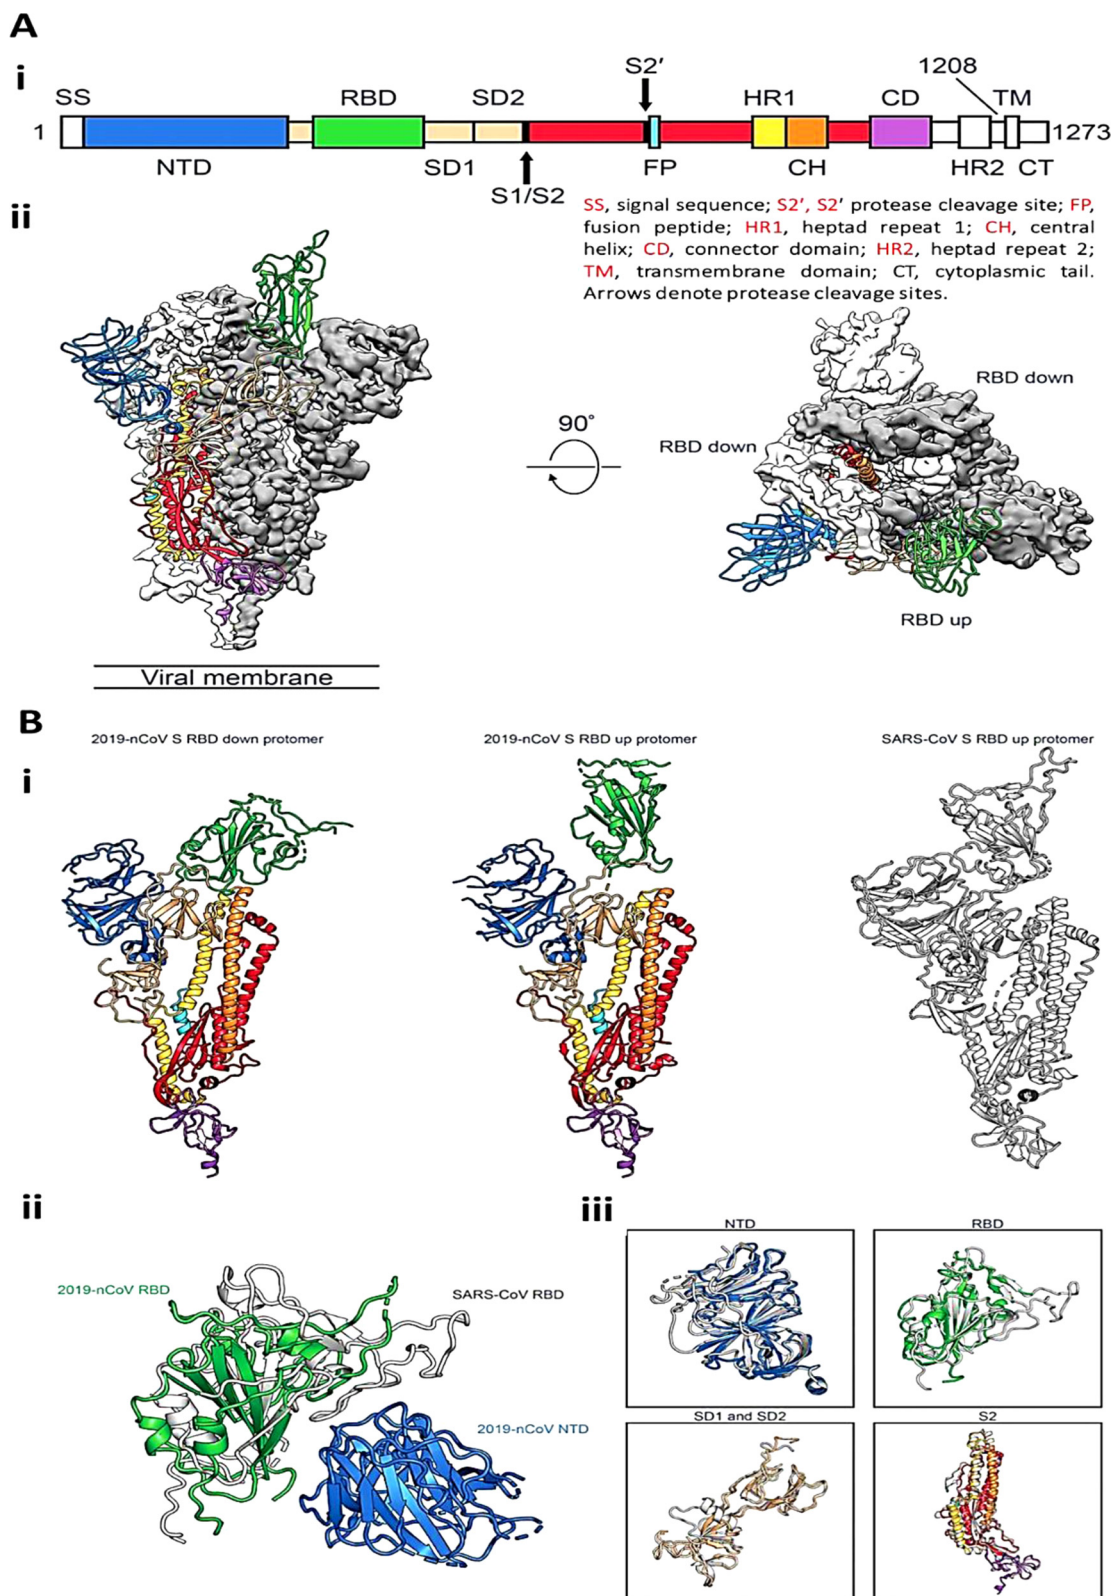 A
i
S2′
1208
SS
RBD
SD2
HR1
CD
TM
1
1273
NTD
SD1
FP
CH
HR2
CT
S1/S2
SS, signal sequence; S2′, S2′ protease cleavage site; FP,
fusion peptide; HR1, heptad repeat 1; CH, central
helix; CD, connector domain; HR2, heptad repeat 2;
TM, transmembrane domain; CT, cytoplasmic tail.
Arrows denote protease cleavage sites.
ii
RBD down
90°
RBD down
RBD up
Viral membrane
B
2019-nCoV S RBD down protomer
2019-nCoV S RBD up protomer
SARS-CoV S RBD up protomer
i
ii
iii
NTD
RBD
2019-nCoV RBD
SARS-CoV RBD
2019-nCoV NTD
SD1 and SD2
S2